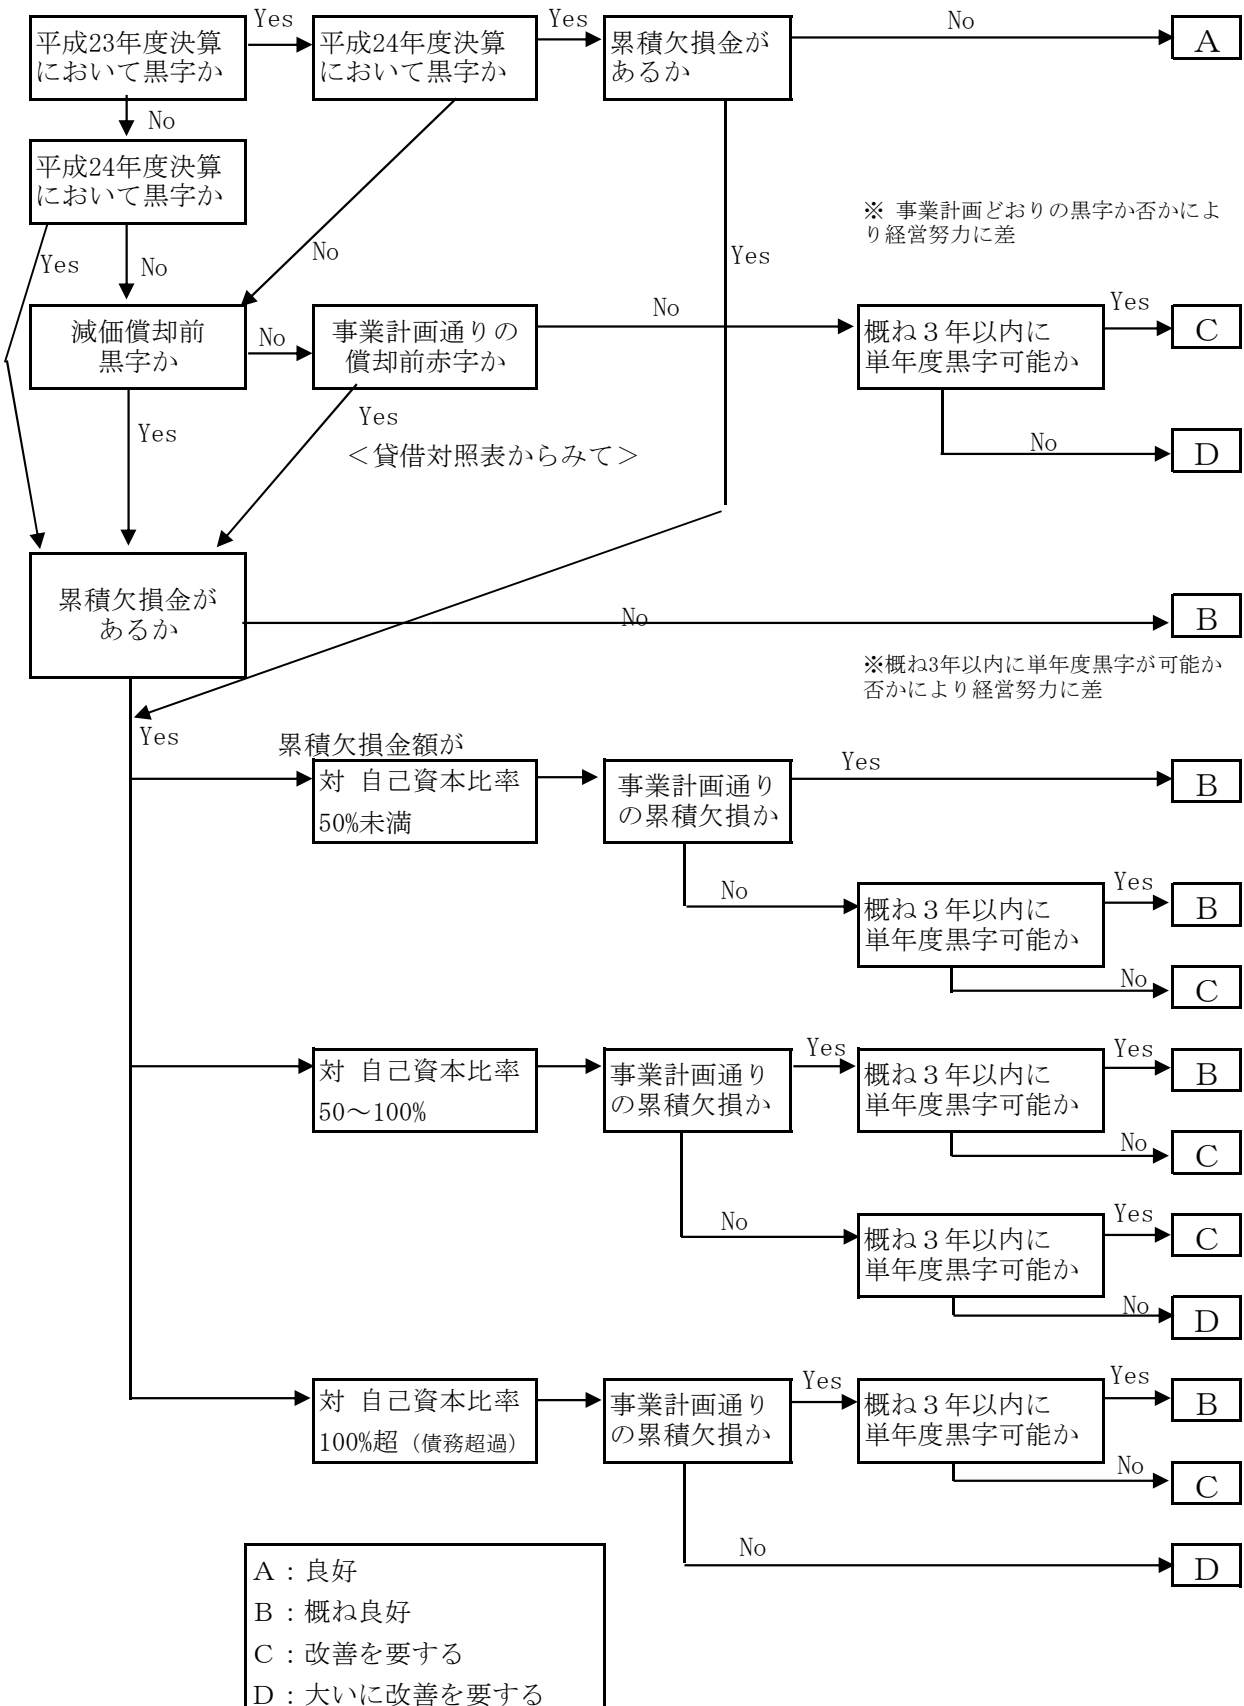 Yes
Yes
No
平成23年度決算
において黒字か
平成24年度決算
において黒字か
累積欠損金が
あるか
A
No
平成24年度決算
において黒字か
※ 事業計画どおりの黒字か否かによ
り経営努力に差
Yes
No
No
Yes
減価償却前
黒字か
No
事業計画通りの
償却前赤字か
No
概ね３年以内に
単年度黒字可能か
Yes
C
Yes
Yes
＜貸借対照表からみて＞
No
D
累積欠損金が
あるか
No
B
※概ね3年以内に単年度黒字が可能か
否かにより経営努力に差
Yes
累積欠損金額が
対 自己資本比率
50%未満
事業計画通り
の累積欠損か
Yes
B
No
概ね３年以内に
単年度黒字可能か
Yes
B
No
C
対 自己資本比率
50～100%
事業計画通り
の累積欠損か
Yes
概ね３年以内に
単年度黒字可能か
Yes
B
No
C
No
概ね３年以内に
単年度黒字可能か
Yes
C
No
D
対 自己資本比率
100%超（債務超過）
事業計画通り
の累積欠損か
Yes
概ね３年以内に
単年度黒字可能か
Yes
B
No
C
No
D
A：良好
B：概ね良好
C：改善を要する
D：大いに改善を要する